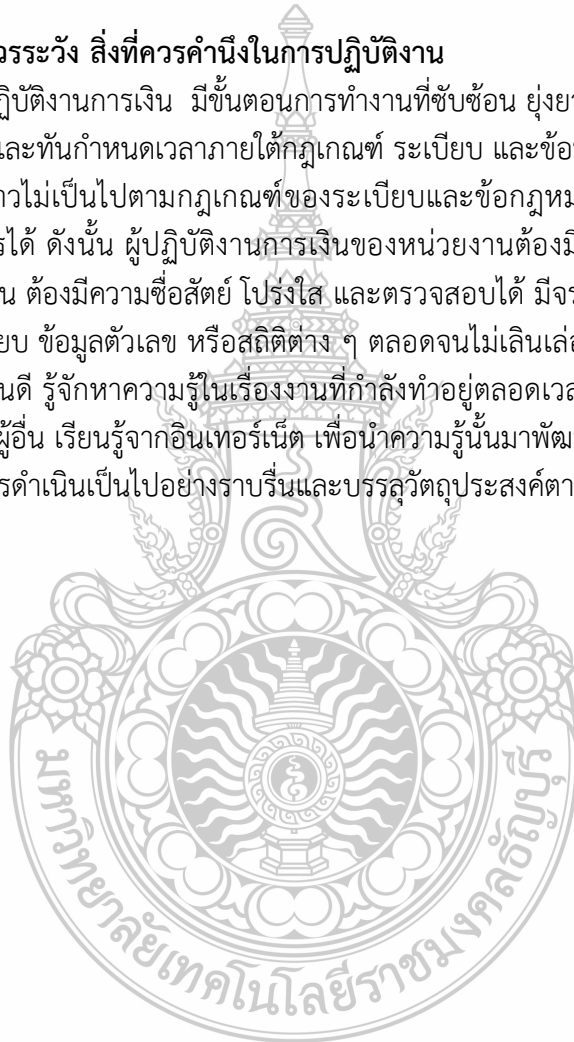 วรระวัง สิ่งที่ควรคำนึงในการปฏิบัติงาน
ฏิบัติงานการเงิน มีขั้นตอนการทำงานที่ซับซ้อน ยุ่งยา
และทันกำหนดเวลาภายใต้กฎเกณฑ์ ระเบียบ และข้อ
าวไม่เป็นไปตามกฎเกณฑ์ของระเบียบและข้อกฎหม
รได้ ดังนั้น ผู้ปฏิบัติงานการเงินของหน่วยงานต้องมี
น ต้องมีความซื่อสัตย์ โปร่งใส และตรวจสอบได้ มีจร
ียบ ข้อมูลตัวเลข หรือสถิติต่าง ๆ ตลอดจนไม่เลินเล่อ
นดี รู้จักหาความรู้ในเรื่องงานที่กำลังทำอยู่ตลอดเวล
ผู้อื่น เรียนรู้จากอินเทอร์เน็ต เพื่อนำความรู้นั้นมาพัฒ
รดำเนินเป็นไปอย่างราบรื่นและบรรลุวัตถุประสงค์ตา
มหาวิทยาลัยเทคโนโลยีราชมงคลธัญบุรี